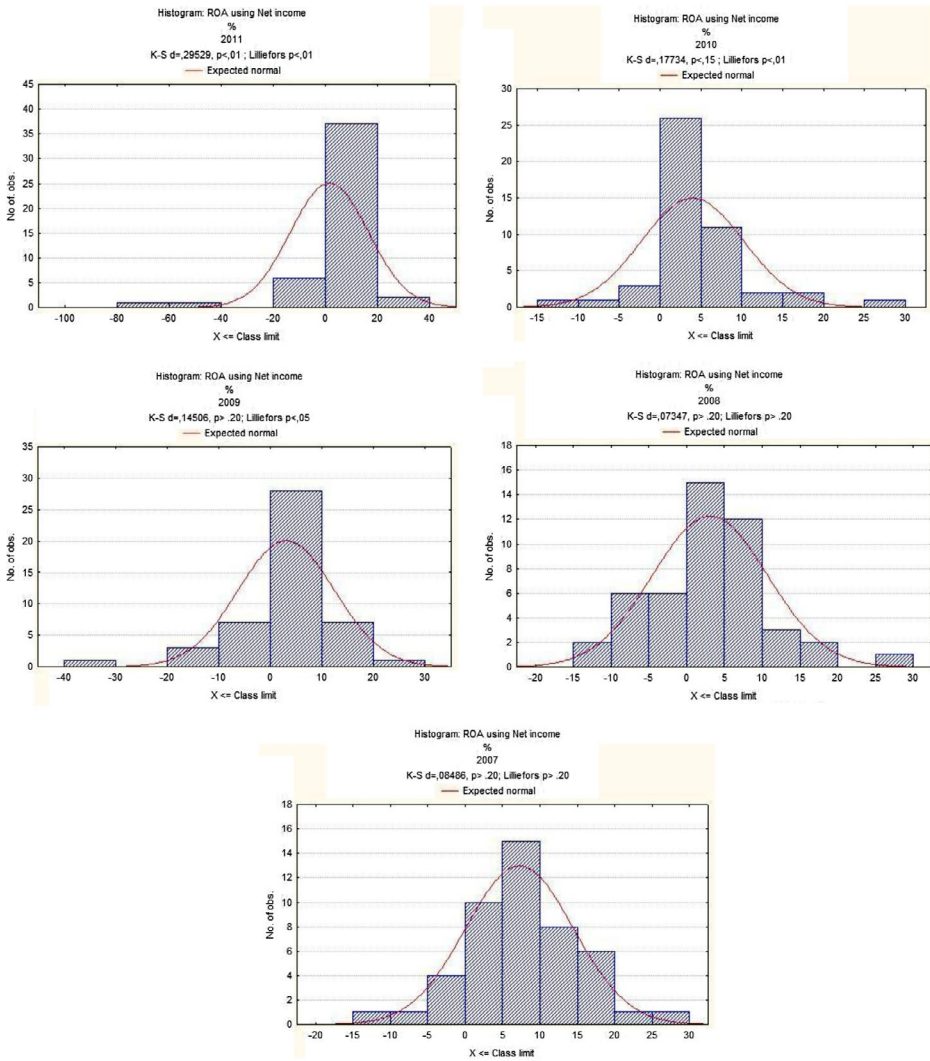 Histogram: ROA using Net income
%
2011
K-S d=,29529, p<,01 ; Lilliefors p<,01
Expected normal
45
40
35
30
25
20
15
10
5
0
No. of obs.
-100 -80 -60 -40 -20 0 20 40
X <= Class limit
Histogram: ROA using Net income
%
2010
K-S d=,17734, p<,15 ; Lilliefors p<,01
Expected normal
30
25
20
15
10
5
0
No. of obs.
-15 -10 -5 0 5 10 15 20 25 30
X <= Class limit
Histogram: ROA using Net income
%
2009
K-S d=,14506, p> .20; Lilliefors p<,05
Expected normal
35
30
25
20
15
10
5
0
No. of obs.
-40 -30 -20 -10 0 10 20 30
X <= Class limit
Histogram: ROA using Net income
%
2008
K-S d=,07347, p> .20; Lilliefors p> .20
Expected normal
18
16
14
12
10
8
6
4
2
0
No. of obs.
-20 -15 -10 -5 0 5 10 15 20 25 30
X <= Class limit
Histogram: ROA using Net income
%
2007
K-S d=,08486, p> .20; Lilliefors p> .20
Expected normal
18
16
14
12
10
8
6
4
2
0
No. of obs.
-20 -15 -10 -5 0 5 10 15 20 25 30
X <= Class limit